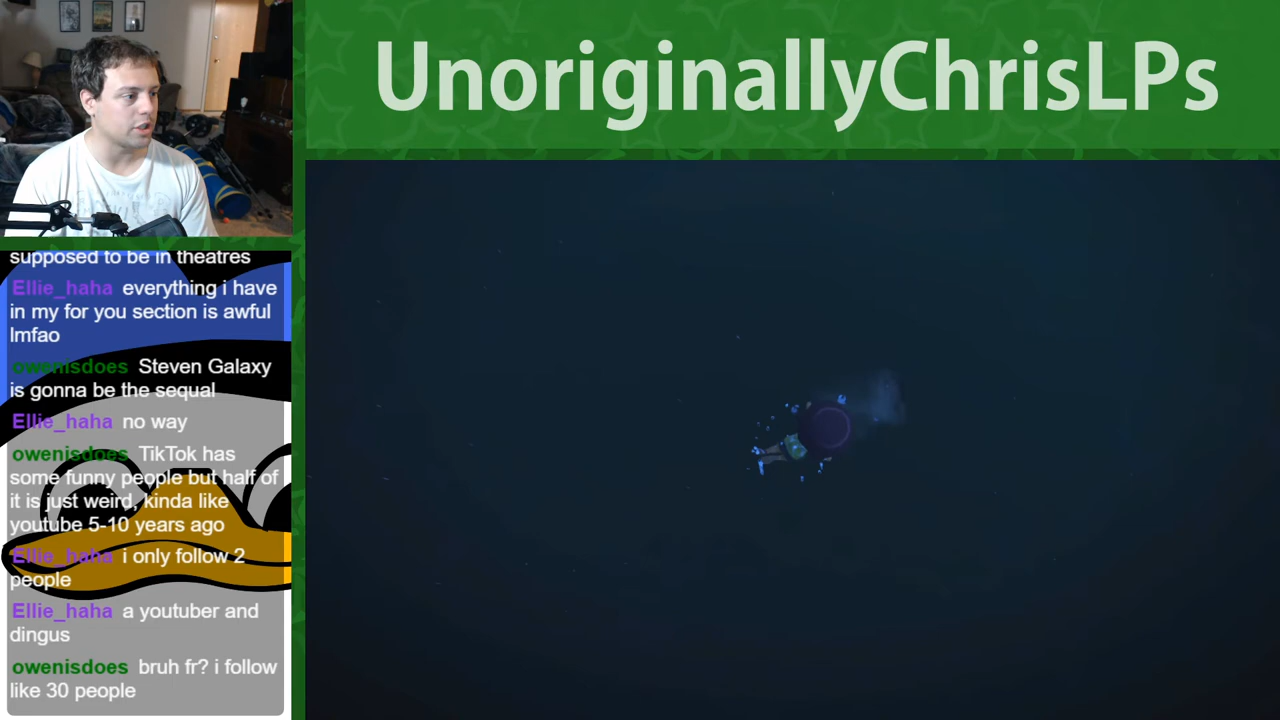 UnoriginallyChrisLPs
supposed to be in theatres
Ellie_haha everything i have
in my for you section is awful
lmfao
owenisdoes Steven Galaxy
is gonna be the sequal
Ellie_haha no way
owenisdoes TikTok has
some funny people but half of
it is just weird, kinda like
youtube 5-10 years ago
Ellie_haha i only follow 2
people
Ellie_haha a youtuber and
dingus
owenisdoes bruh fr? i follow
like 30 people